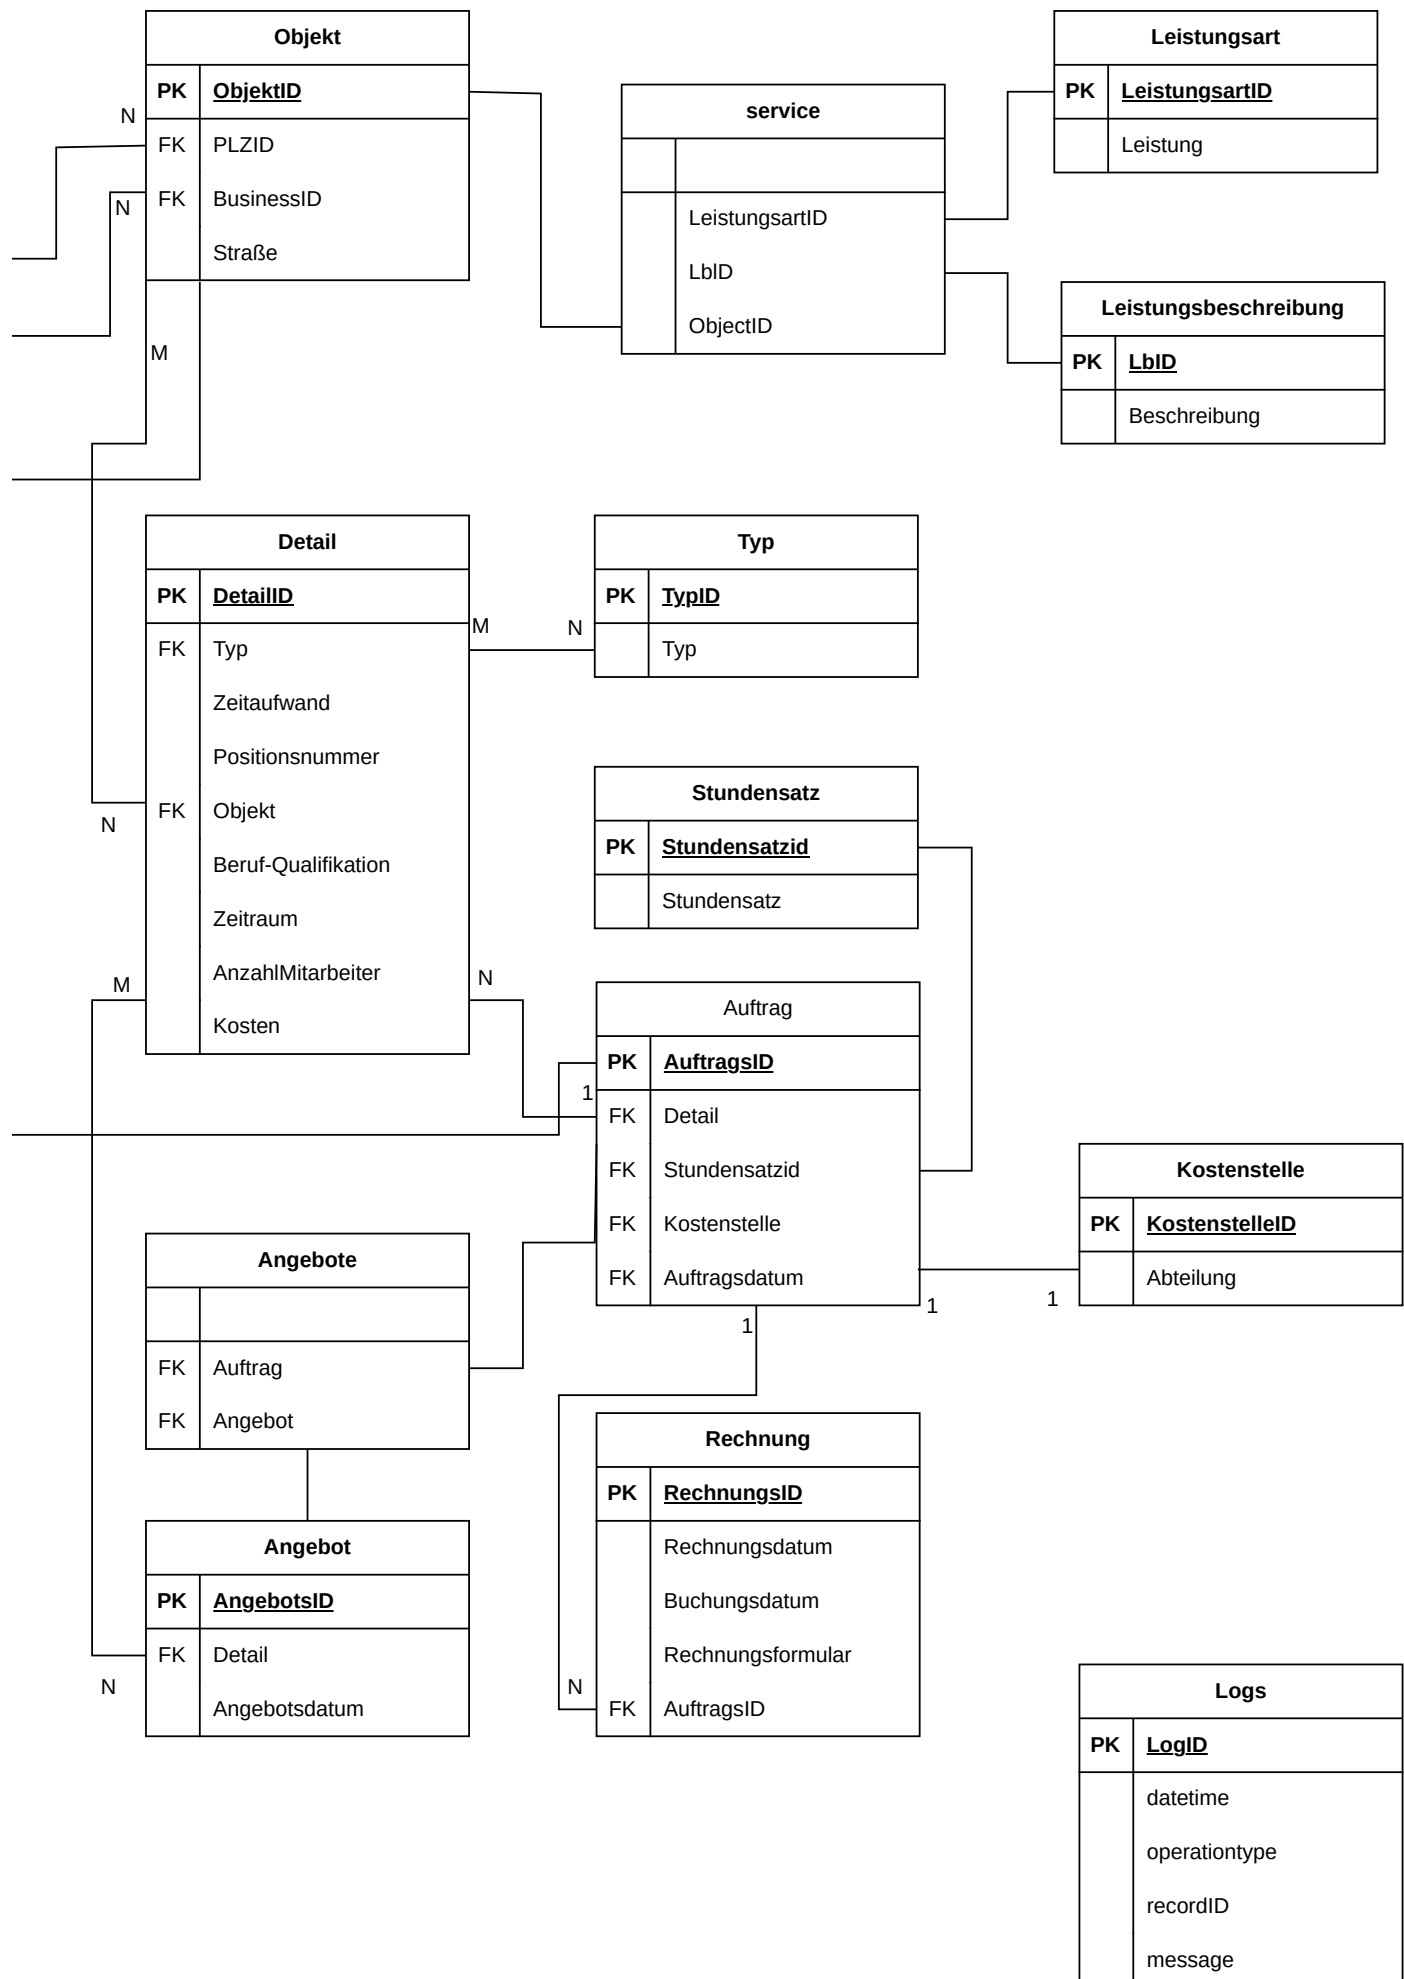 Objekt
PK ObjektID
N
FK PLZID
FK BusinessID
N
Straße
M
service
LeistungsartID
LbID
ObjectID
Leistungsart
PK LeistungsartID
Leistung
Leistungsbeschreibung
PK LbID
Beschreibung
Detail
PK DetailID
FK Typ
Zeitaufwand
Positionsnummer
FK Objekt
N
Beruf-Qualifikation
Zeitraum
AnzahlMitarbeiter
M
N
Kosten
M
N
Typ
PK TypID
Typ
Stundensatz
PK Stundensatzid
Stundensatz
Auftrag
PK AuftragsID
1
FK Detail
FK Stundensatzid
FK Kostenstelle
FK Auftragsdatum
1
1
1
Kostenstelle
PK KostenstelleID
Abteilung
Angebote
FK Auftrag
FK Angebot
Angebot
PK AngebotsID
FK Detail
N
Angebotsdatum
Rechnung
PK RechnungsID
Rechnungsdatum
Buchungsdatum
Rechnungsformular
N
FK AuftragsID
Logs
PK LogID
datetime
operationtype
recordID
message